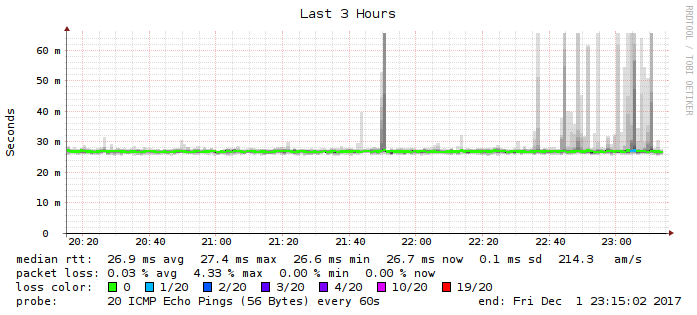 Last 3 Hours
RRDTOOL / TOBI OETIKER
Seconds
60 m
50 m
40 m
30 m
20 m
10 m
0
20:20 20:40 21:00 21:20 21:40 22:00 22:20 22:40 23:00
median rtt: 26.9 ms avg 27.4 ms max 26.6 ms min 26.7 ms now 0.1 ms sd 214.3 am/s
packet loss: 0.03 % avg 4.33 % max 0.00 % min 0.00 % now
loss color: 0 1/20 2/20 3/20 4/20 10/20 19/20
probe: 20 ICMP Echo Pings (56 Bytes) every 60s end: Fri Dec 1 23:15:02 2017